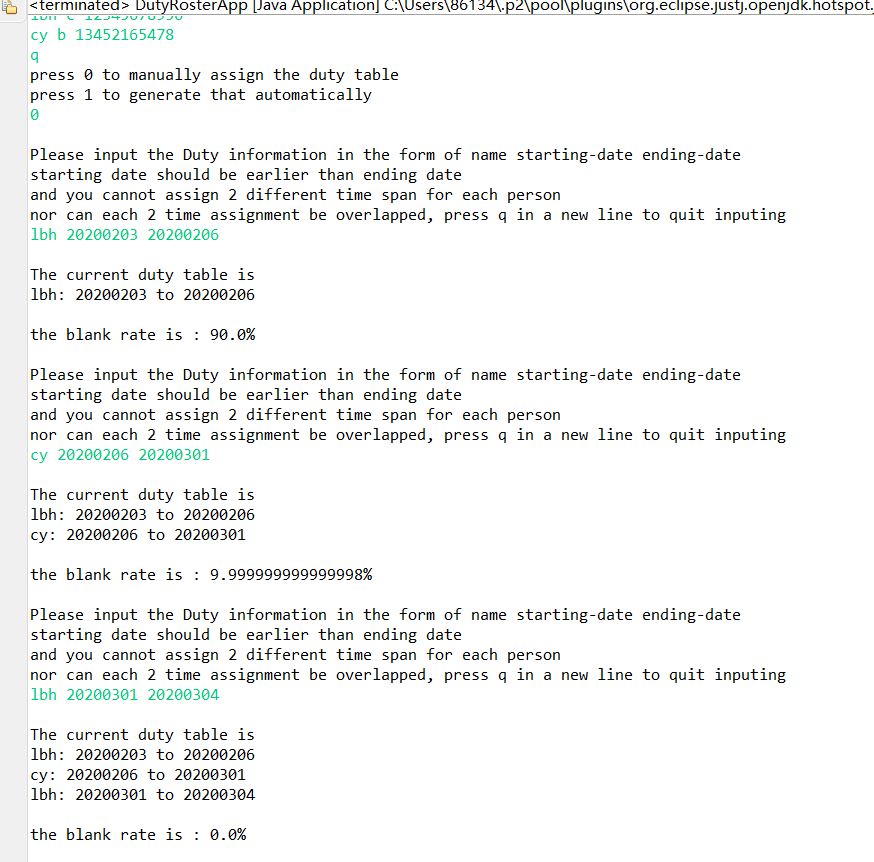 <terminated> DutyRosterApp [Java Application] C:\Users\86134\.p2\pool\plugins\org.eclipse.justj.openjdk.hotspot.
cy b 13452165478
q
press 0 to manually assign the duty table
press 1 to generate that automatically
0
Please input the Duty information in the form of name starting-date ending-date
starting date should be earlier than ending date
and you cannot assign 2 different time span for each person
nor can each 2 time assignment be overlapped, press q in a new line to quit inputing
lbh 20200203 20200206
The current duty table is
lbh: 20200203 to 20200206
the blank rate is : 90.0%
Please input the Duty information in the form of name starting-date ending-date
starting date should be earlier than ending date
and you cannot assign 2 different time span for each person
nor can each 2 time assignment be overlapped, press q in a new line to quit inputing
cy 20200206 20200301
The current duty table is
lbh: 20200203 to 20200206
cy: 20200206 to 20200301
the blank rate is : 9.999999999999998%
Please input the Duty information in the form of name starting-date ending-date
starting date should be earlier than ending date
and you cannot assign 2 different time span for each person
nor can each 2 time assignment be overlapped, press q in a new line to quit inputing
lbh 20200301 20200304
The current duty table is
lbh: 20200203 to 20200206
cy: 20200206 to 20200301
lbh: 20200301 to 20200304
the blank rate is : 0.0%